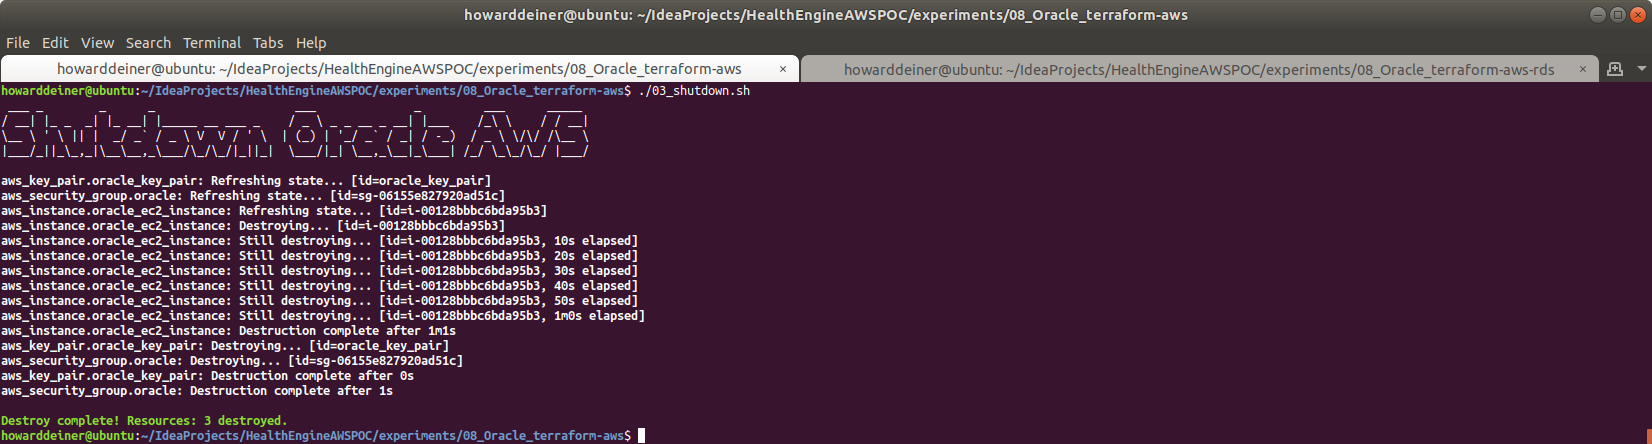 howarddeiner@ubuntu: ~/IdeaProjects/HealthEngineAWSPOC/experiments/08_Oracle_terraform-aws
File Edit View Search Terminal Tabs Help
howarddeiner@ubuntu: ~/IdeaProjects/HealthEngineAWSPOC/experiments/08_Oracle_terraform-aws × howarddeiner@ubuntu: ~/IdeaProjects/HealthEngineAWSPOC/experiments/08_Oracle_terraform-aws-rds ×
howarddeiner@ubuntu:~/IdeaProjects/HealthEngineAWSPOC/experiments/08_Oracle_terraform-aws$ ./03_shutdown.sh
Shutdown Oracle AWS
aws_key_pair.oracle_key_pair: Refreshing state... [id=oracle_key_pair]
aws_security_group.oracle: Refreshing state... [id=sg-06155e827920ad51c]
aws_instance.oracle_ec2_instance: Refreshing state... [id=i-00128bbbc6bda95b3]
aws_instance.oracle_ec2_instance: Destroying... [id=i-00128bbbc6bda95b3]
aws_instance.oracle_ec2_instance: Still destroying... [id=i-00128bbbc6bda95b3, 10s elapsed]
aws_instance.oracle_ec2_instance: Still destroying... [id=i-00128bbbc6bda95b3, 20s elapsed]
aws_instance.oracle_ec2_instance: Still destroying... [id=i-00128bbbc6bda95b3, 30s elapsed]
aws_instance.oracle_ec2_instance: Still destroying... [id=i-00128bbbc6bda95b3, 40s elapsed]
aws_instance.oracle_ec2_instance: Still destroying... [id=i-00128bbbc6bda95b3, 50s elapsed]
aws_instance.oracle_ec2_instance: Still destroying... [id=i-00128bbbc6bda95b3, 1m0s elapsed]
aws_instance.oracle_ec2_instance: Destruction complete after 1m1s
aws_key_pair.oracle_key_pair: Destroying... [id=oracle_key_pair]
aws_security_group.oracle: Destroying... [id=sg-06155e827920ad51c]
aws_key_pair.oracle_key_pair: Destruction complete after 0s
aws_security_group.oracle: Destruction complete after 1s
Destroy complete! Resources: 3 destroyed.
howarddeiner@ubuntu:~/IdeaProjects/HealthEngineAWSPOC/experiments/08_Oracle_terraform-aws$